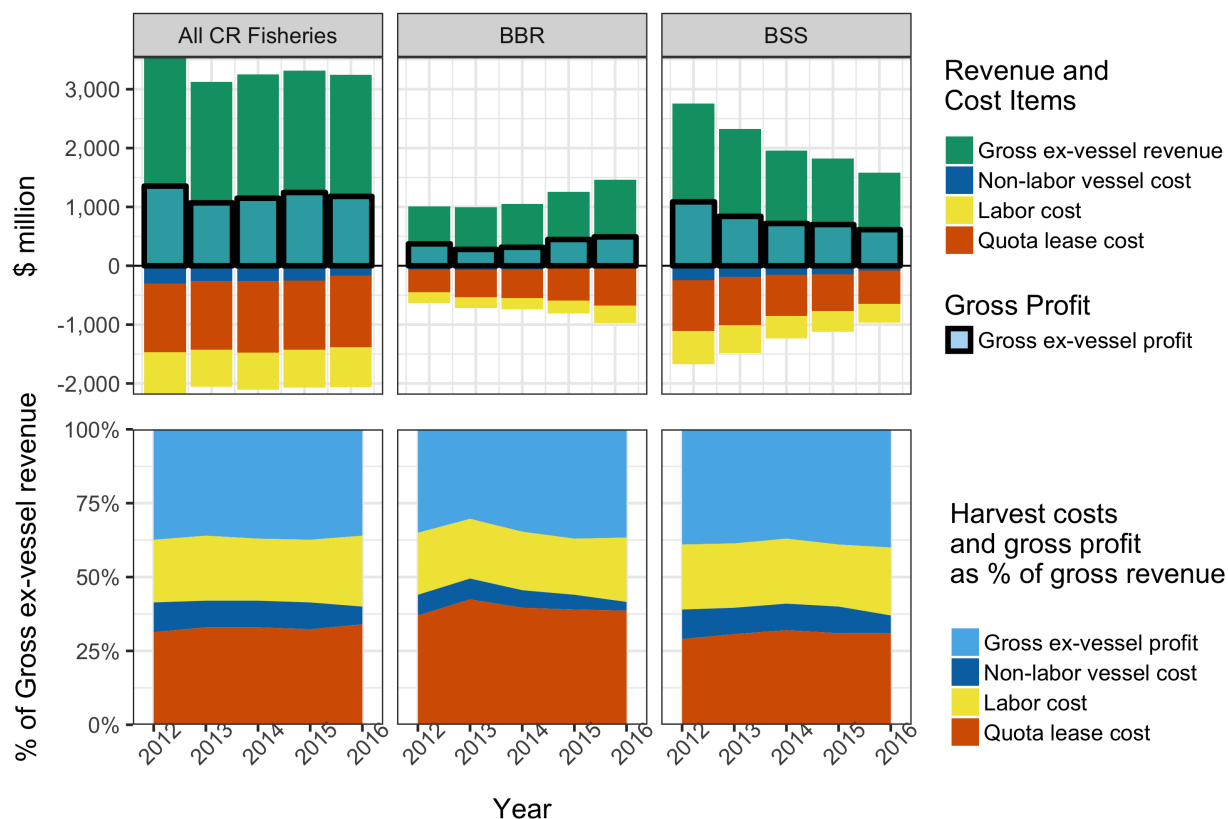 All CR Fisheries
BBR
BSS
$ million
3,000
2,000
1,000
0
-1,000
-2,000
Revenue and
Cost Items
Gross ex-vessel revenue
Non-labor vessel cost
Labor cost
Quota lease cost
Gross Profit
Gross ex-vessel profit
% of Gross ex-vessel revenue
100%
75%
50%
25%
0%
2012 2013 2014 2015 2016
2012 2013 2014 2015 2016
2012 2013 2014 2015 2016
Year
Harvest costs
and gross profit
as % of gross revenue
Gross ex-vessel profit
Non-labor vessel cost
Labor cost
Quota lease cost